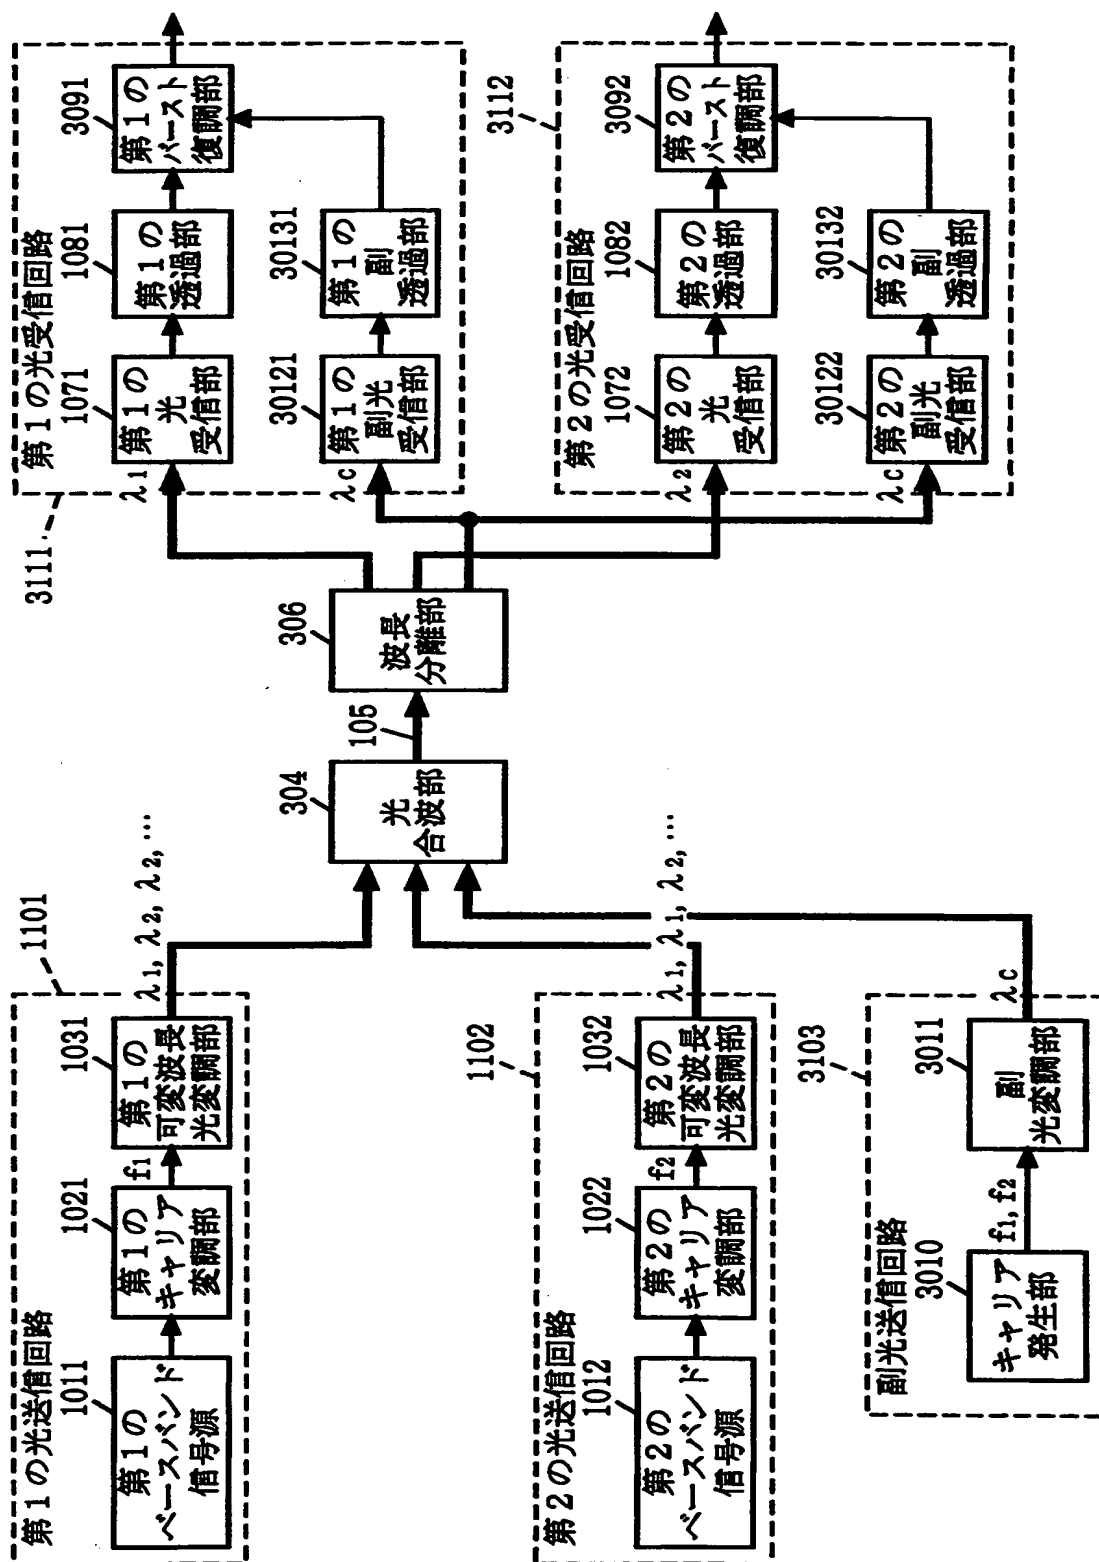 第1の光送信回路
1101
1011
第1の
ベースバンド
信号源
1021
第1の
キャリア
変調部
f1
1031
第1の
可変波長
光変調部
λ1, λ2, λ2, …
第2の光送信回路
1102
1012
第2の
ベースバンド
信号源
1022
第2の
キャリア
変調部
f2
1032
第2の
可変波長
光変調部
λ1, λ1, λ2, …
副光送信回路
3103
3010
キャリア
発生部
f1, f2
3011
副
光変調部
λc
304
光
合波部
105
306
波長
分離部
3111
第1の光受信回路
λ1
1071
第1の
光
受信部
1081
第1の
透過部
3091
第1の
バースト
復調部
λc
30121
第1の
副光
受信部
30131
第1の
副
透過部
3112
第2の光受信回路
λ2
1072
第2の
光
受信部
1082
第2の
透過部
3092
第2の
バースト
復調部
λc
30122
第2の
副光
受信部
30132
第2の
副
透過部